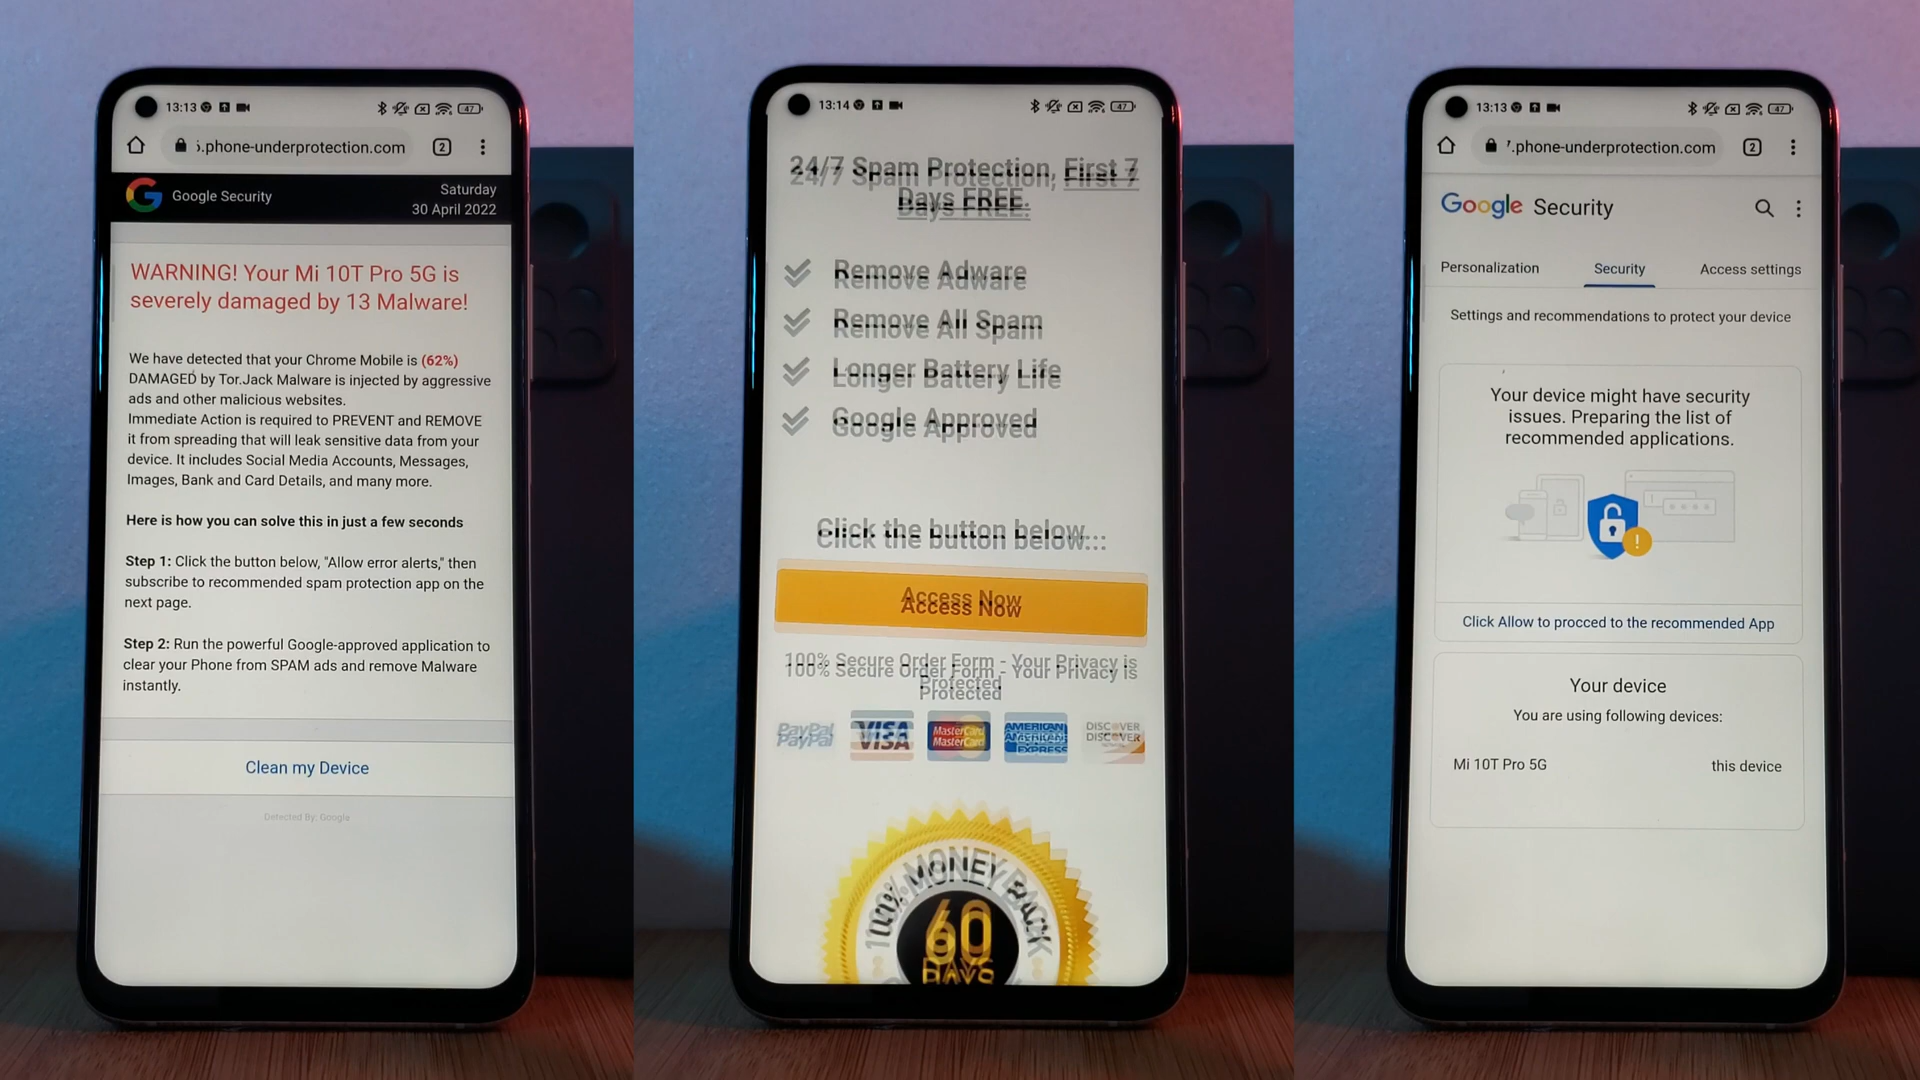 13:13
47
.phone-underprotection.com
2
Google Security
Saturday
30 April 2022
WARNING! Your Mi 10T Pro 5G is
severely damaged by 13 Malware!
We have detected that your Chrome Mobile is (62%)
DAMAGED by Tor.Jack Malware is injected by aggressive
ads and other malicious websites.
Immediate Action is required to PREVENT and REMOVE
it from spreading that will leak sensitive data from your
device. It includes Social Media Accounts, Messages,
Images, Bank and Card Details, and many more.
Here is how you can solve this in just a few seconds
Step 1: Click the button below, "Allow error alerts," then
subscribe to recommended spam protection app on the
next page.
Step 2: Run the powerful Google-approved application to
clear your Phone from SPAM ads and remove Malware
instantly.
Clean my Device
Detected By: Google
13:14
47
24/7 Spam Protection, First 7
Days FREE.
Remove Adware
Remove All Spam
Longer Battery Life
Google Approved
Click the button below...
Access Now
100% Secure Order Form - Your Privacy is
Protected
PayPal
VISA
MasterCard
AMERICAN
EXPRESS
DISCOVER
100% MONEY BACK
60
DAYS
13:13
47
.phone-underprotection.com
2
Google Security
Personalization
Security
Access settings
Settings and recommendations to protect your device
Your device might have security
issues. Preparing the list of
recommended applications.
Click Allow to procced to the recommended App
Your device
You are using following devices:
Mi 10T Pro 5G
this device